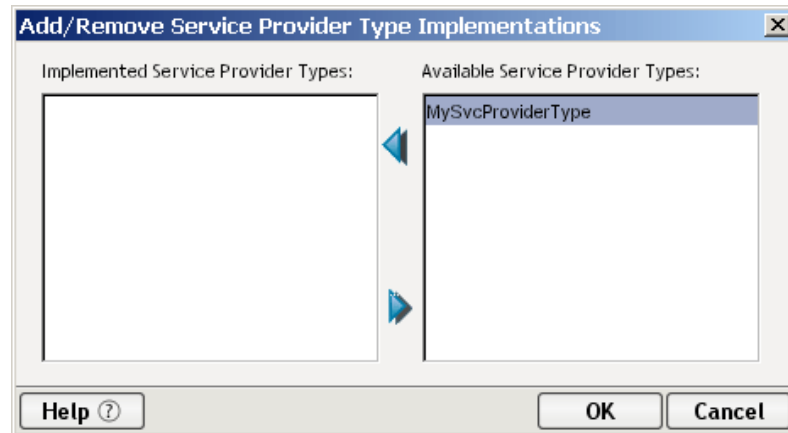 Add/Remove Service Provider Type Implementations
Implemented Service Provider Types:
Available Service Provider Types:
MySvcProviderType
Help ?
OK
Cancel